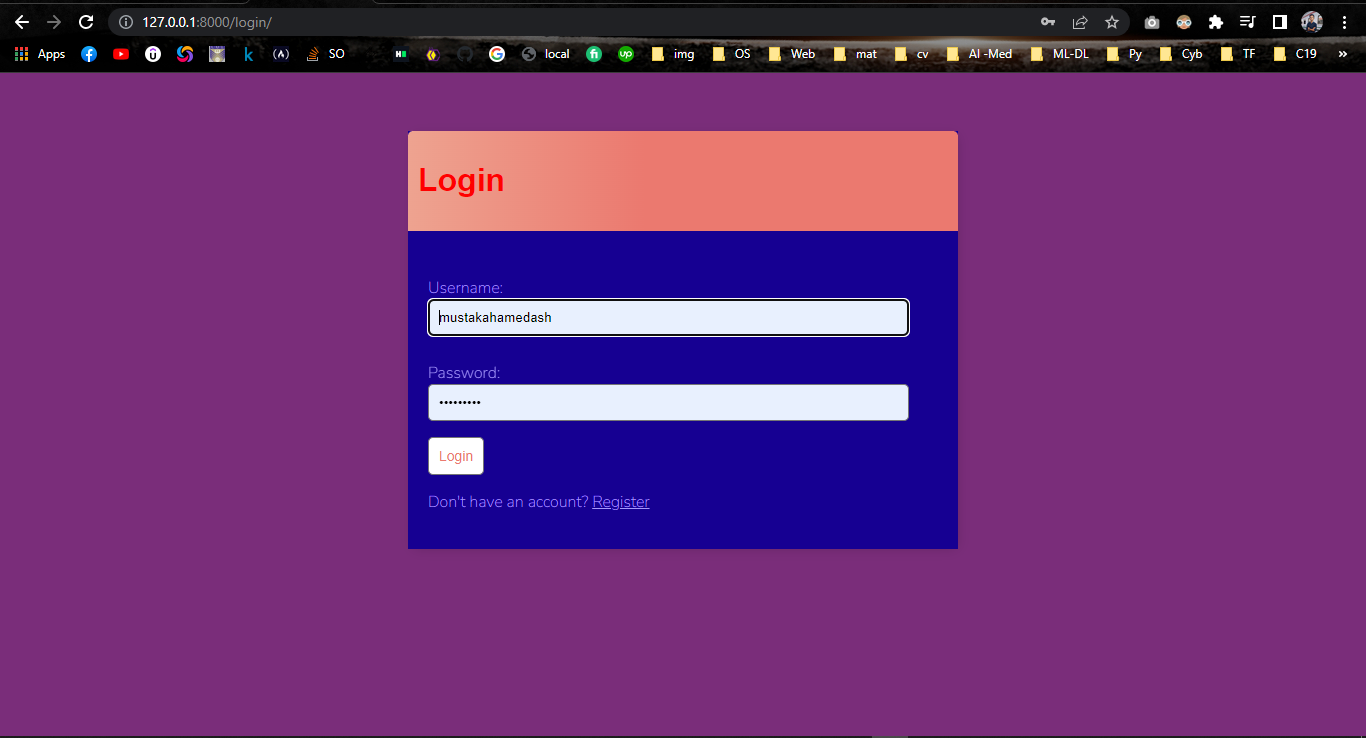 127.0.0.1:8000/login/
Apps SO local img OS Web mat cv AI -Med ML-DL Py Cyb TF C19 »
Login
Username:
mustakahamedash
Password:
•••••••••
Login
Don't have an account? Register